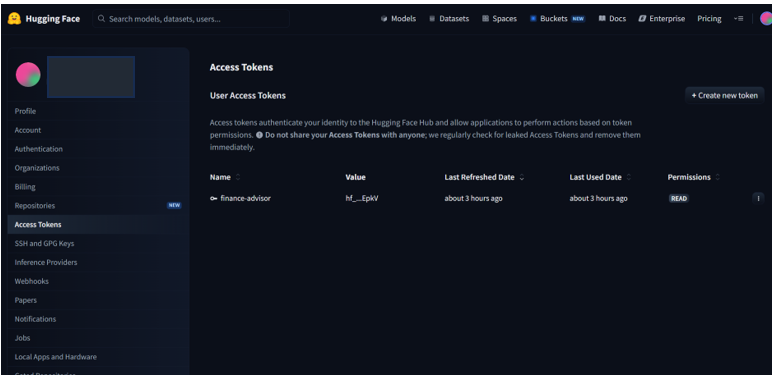 Hugging Face
Search models, datasets, users...
Models
Datasets
Spaces
Buckets NEW
Docs
Enterprise
Pricing
Profile
Account
Authentication
Organizations
Billing
Repositories NEW
Access Tokens
SSH and GPG Keys
Inference Providers
Webhooks
Papers
Notifications
Jobs
Local Apps and Hardware
Gated Repositories
Access Tokens
User Access Tokens
+ Create new token
Access tokens authenticate your identity to the Hugging Face Hub and allow applications to perform actions based on token
permissions. Do not share your Access Tokens with anyone; we regularly check for leaked Access Tokens and remove them
immediately.
Name Value Last Refreshed Date Last Used Date Permissions
finance-advisor hf_...EpkV about 3 hours ago about 3 hours ago READ